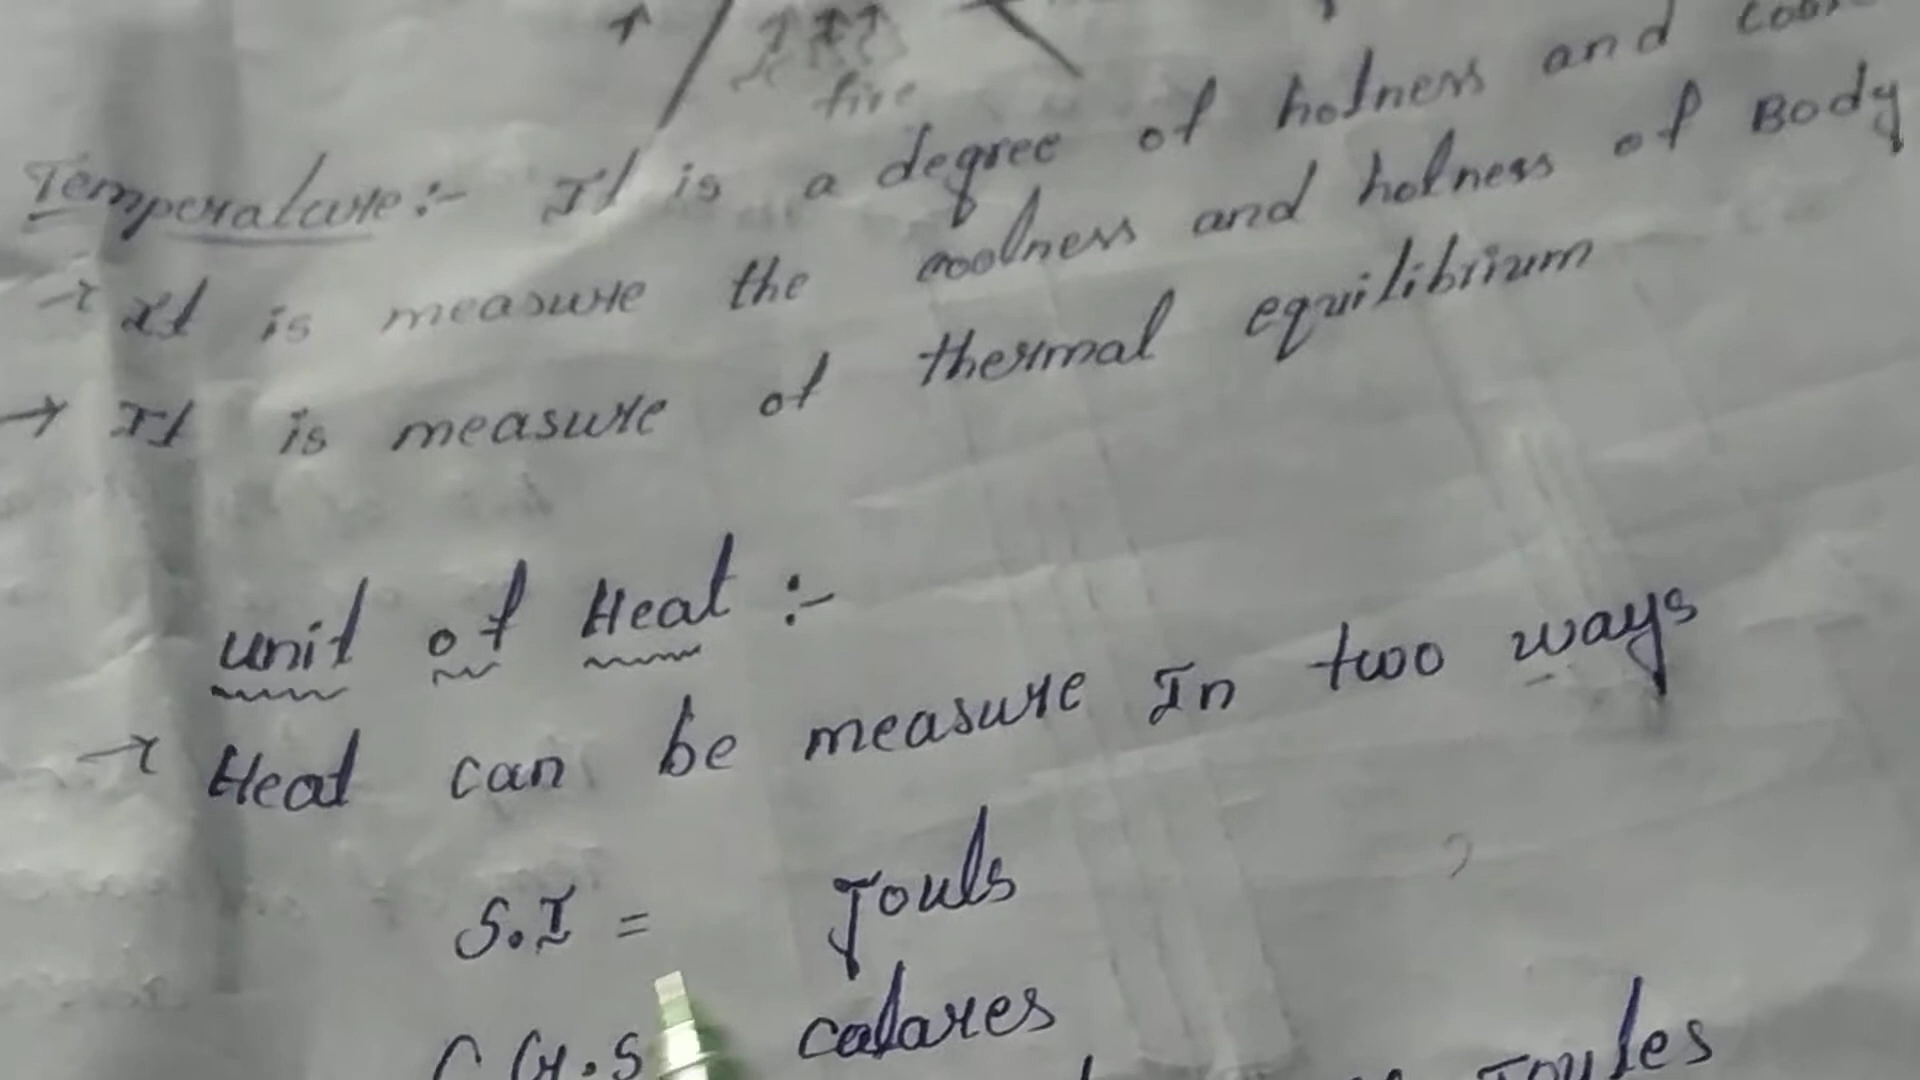 fire
Temperature:- It is a degree of hotness and
→ It is measure the coolness and hotness of Body
→ It is measure of thermal equilibrium
unit of Heat :-
→ Heat can be measure In two ways
S.I = Jouls
C.G.S calares
Joules